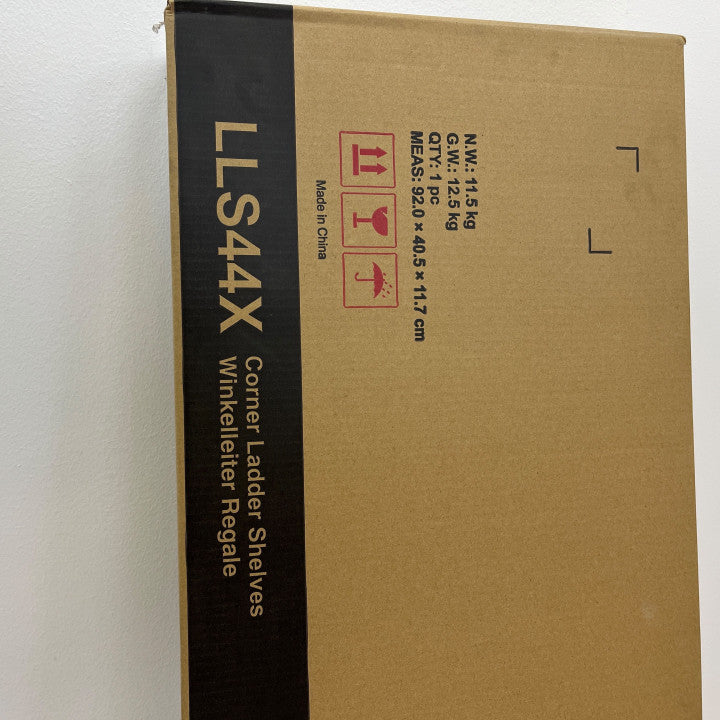 N.W.: 11.5 kg
G.W.: 12.5 kg
QTY: 1 pc
MEAS: 92.0 × 40.5 × 11.7 cm
Made in China
LLS44X
Corner Ladder Shelves
Winkelleiter Regale